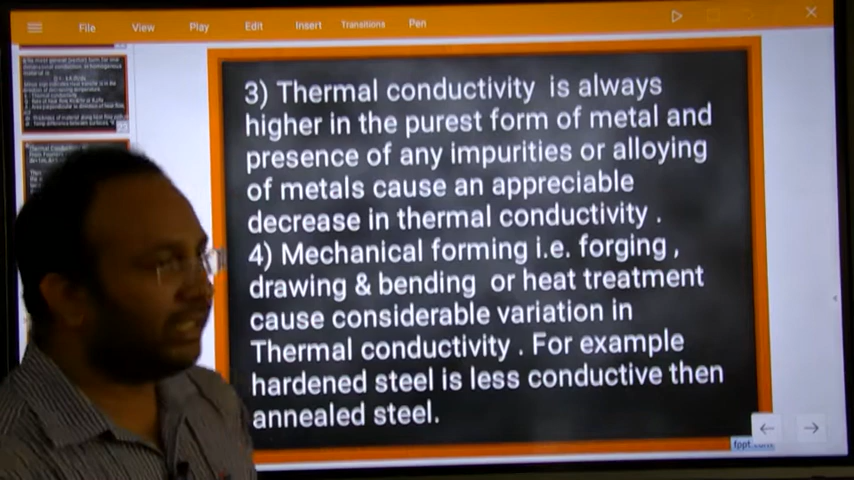 File
View
Play
Edit
Insert
Transitions
Pen
3) Thermal conductivity is always
higher in the purest form of metal and
presence of any impurities or alloying
of metals cause an appreciable
decrease in thermal conductivity .
4) Mechanical forming i.e. forging ,
drawing & bending or heat treatment
cause considerable variation in
Thermal conductivity . For example
hardened steel is less conductive then
annealed steel.